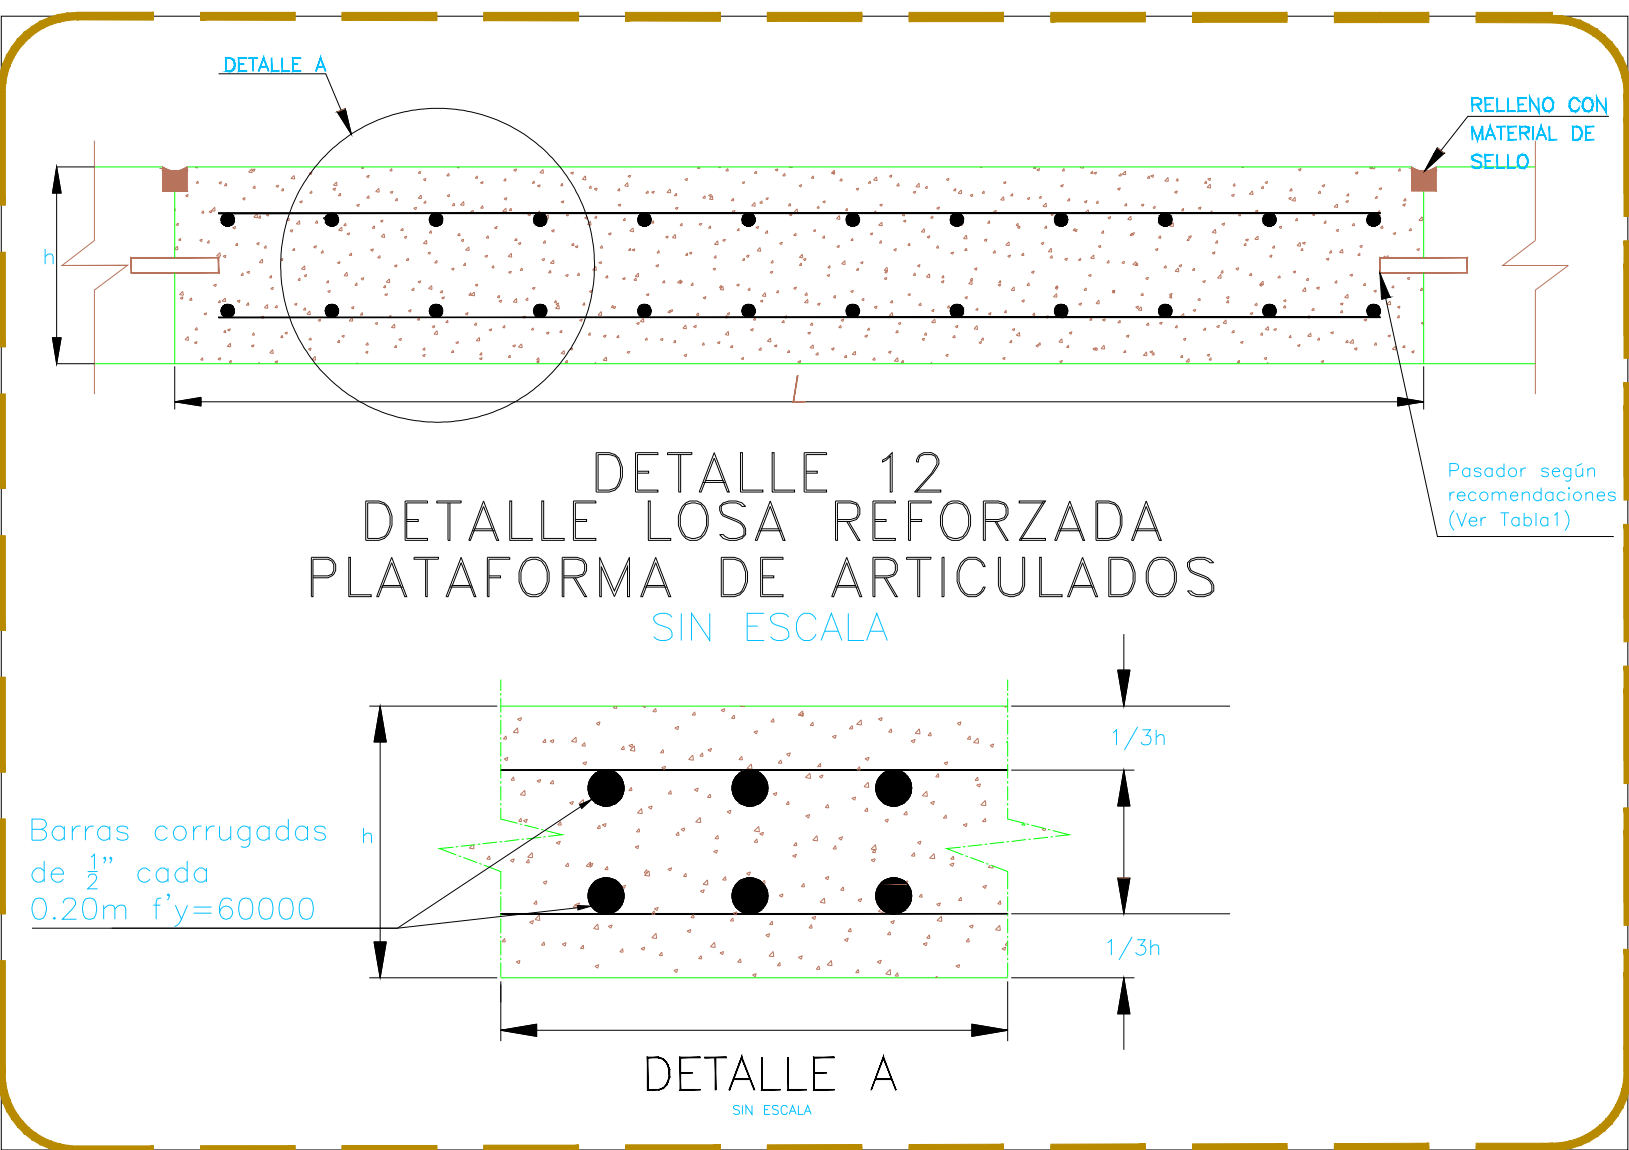 DETALLE A
RELLENO CON
MATERIAL DE
SELLO
h
L
Pasador según
recomendaciones
(Ver Tabla1)
DETALLE 12
DETALLE LOSA REFORZADA
PLATAFORMA DE ARTICULADOS
SIN ESCALA
1/3h
Barras corrugadas
de 1/2" cada
0.20m f'y=60000
h
1/3h
DETALLE A
SIN ESCALA